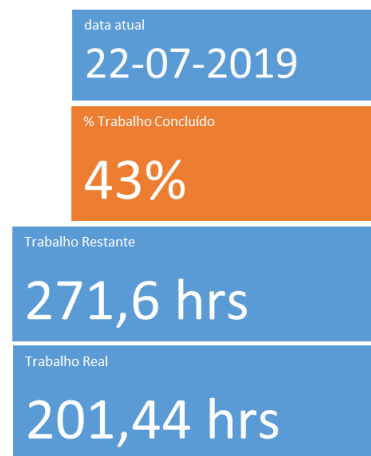 data atual
22-07-2019
% Trabalho Concluído
43%
Trabalho Restante
271,6 hrs
Trabalho Real
201,44 hrs